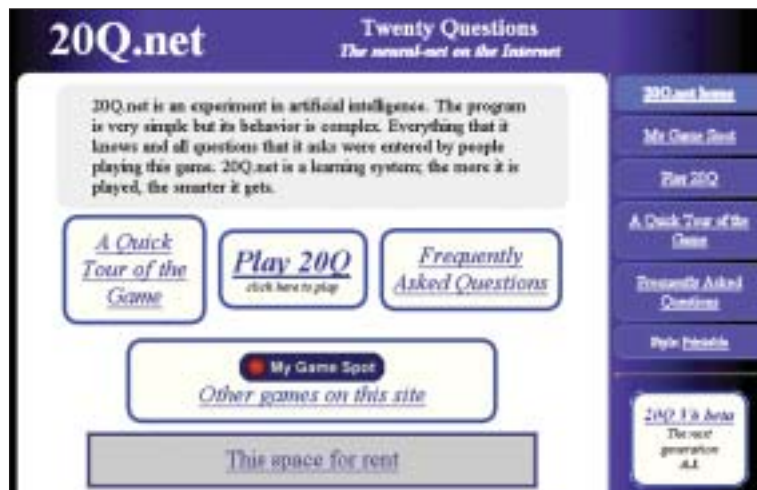 20Q.net
Twenty Questions
The neural-net on the Internet
20Q.net is an experiment in artificial intelligence. The program
is very simple but its behavior is complex. Everything that it
knows and all questions that it asks were entered by people
playing this game. 20Q.net is a learning system; the more it is
played, the smarter it gets.
A Quick
Tour of the
Game
Play 20Q
click here to play
Frequently
Asked Questions
My Game Spot
Other games on this site
This space for rent
20Q.net home
My Game Spot
Play 20Q
A Quick Tour of the
Game
Frequently Asked
Questions
Style: Printable
20Q V6 beta
The next
generation
A.I.